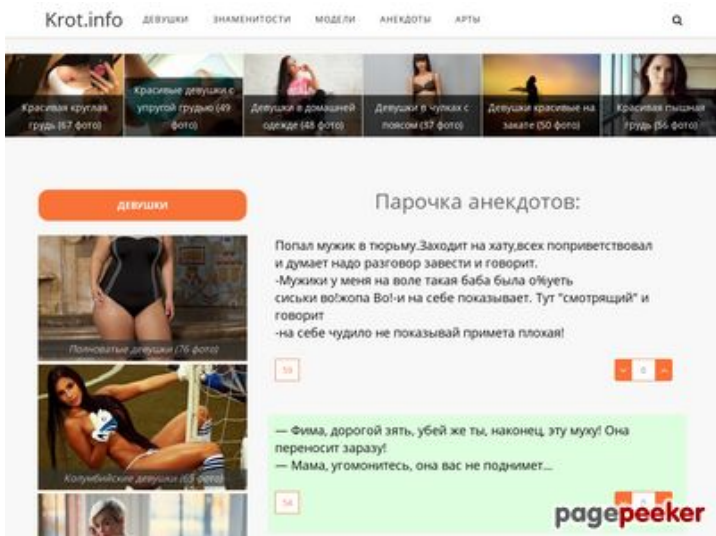 Krot.info ДЕВУШКИ ЗНАМЕНИТОСТИ МОДЕЛИ АНЕКДОТЫ АРТЫ
Красивая круглая
грудь (67 фото)
Красивые девушки с
упругой грудью (49
фото)
Девушки в домашней
одежде (48 фото)
Девушки в чулках с
поясом (37 фото)
Девушки красивые на
закате (50 фото)
Красивая пышная
грудь (56 фото)
ДЕВУШКИ
Полноватые девушки (76 фото)
Колумбийские девушки (65 фото)
Парочка анекдотов:
Попал мужик в тюрьму.Заходит на хату,всех поприветствовал
и думает надо разговор завести и говорит.
-Мужики у меня на воле такая баба была о%уеть
сиськи во!жопа Во!-и на себе показывает. Тут "смотрящий" и
говорит
-на себе чудило не показывай примета плохая!
59
0
— Фима, дорогой зять, убей же ты, наконец, эту муху! Она
переносит заразу!
— Мама, угомонитесь, она вас не поднимет...
54
pagepeeker